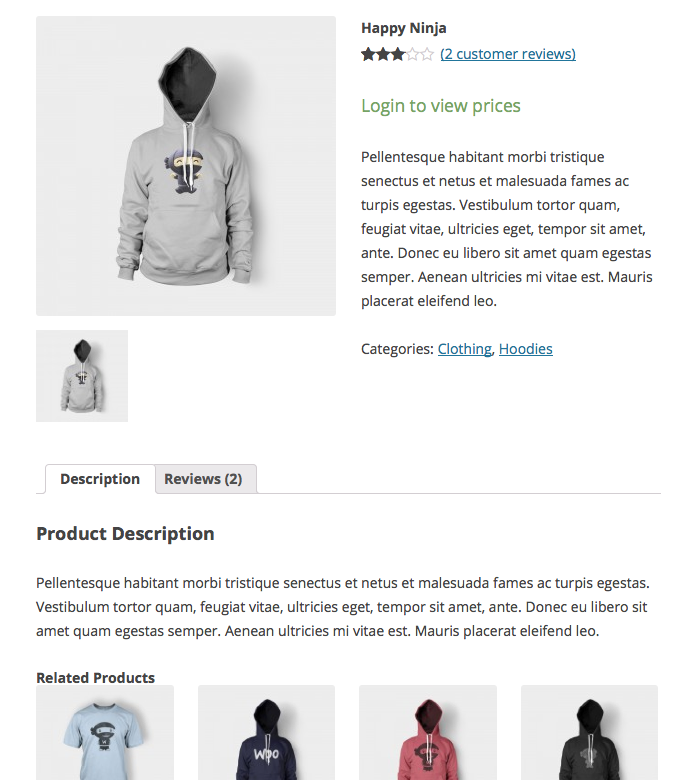 Happy Ninja
(2 customer reviews)
Login to view prices
Pellentesque habitant morbi tristique
senectus et netus et malesuada fames ac
turpis egestas. Vestibulum tortor quam,
feugiat vitae, ultricies eget, tempor sit amet,
ante. Donec eu libero sit amet quam egestas
semper. Aenean ultricies mi vitae est. Mauris
placerat eleifend leo.
Categories: Clothing, Hoodies
Description
Reviews (2)
Product Description
Pellentesque habitant morbi tristique senectus et netus et malesuada fames ac turpis egestas.
Vestibulum tortor quam, feugiat vitae, ultricies eget, tempor sit amet, ante. Donec eu libero sit
amet quam egestas semper. Aenean ultricies mi vitae est. Mauris placerat eleifend leo.
Related Products
WOO